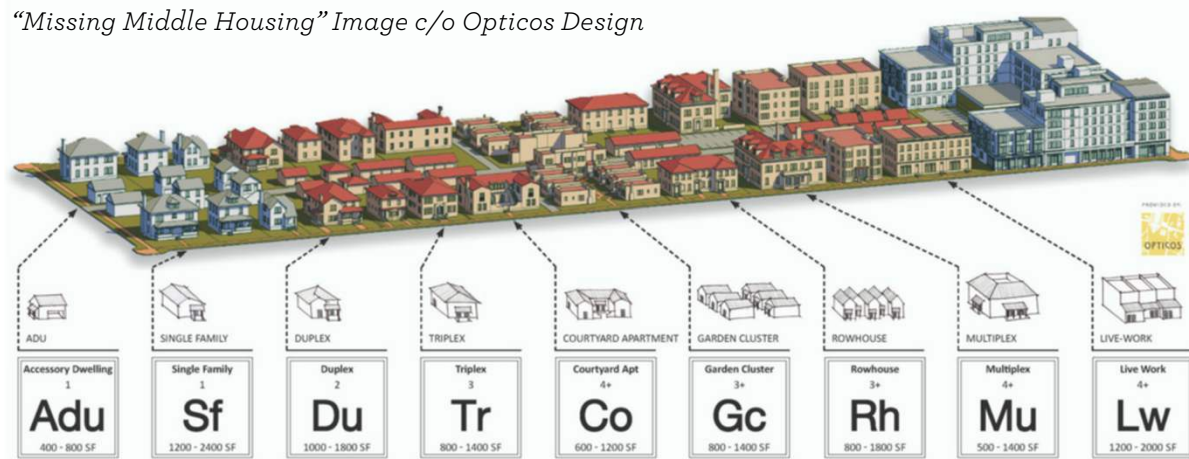 “Missing Middle Housing” Image c/o Opticos Design
PROVIDED BY:
OPTICOS
ADU
SINGLE FAMILY
DUPLEX
TRIPLEX
COURTYARD APARTMENT
GARDEN CLUSTER
ROWHOUSE
MULTIPLEX
LIVE-WORK
Accessory Dwelling
1
Adu
400 - 800 SF
Single Family
1
Sf
1200 - 2400 SF
Duplex
2
Du
1000 - 1800 SF
Triplex
3
Tr
800 - 1400 SF
Courtyard Apt
4+
Co
600 - 1200 SF
Garden Cluster
3+
Gc
800 - 1400 SF
Rowhouse
3+
Rh
800 - 1800 SF
Multiplex
4+
Mu
500 - 1400 SF
Live Work
4+
Lw
1200 - 2000 SF